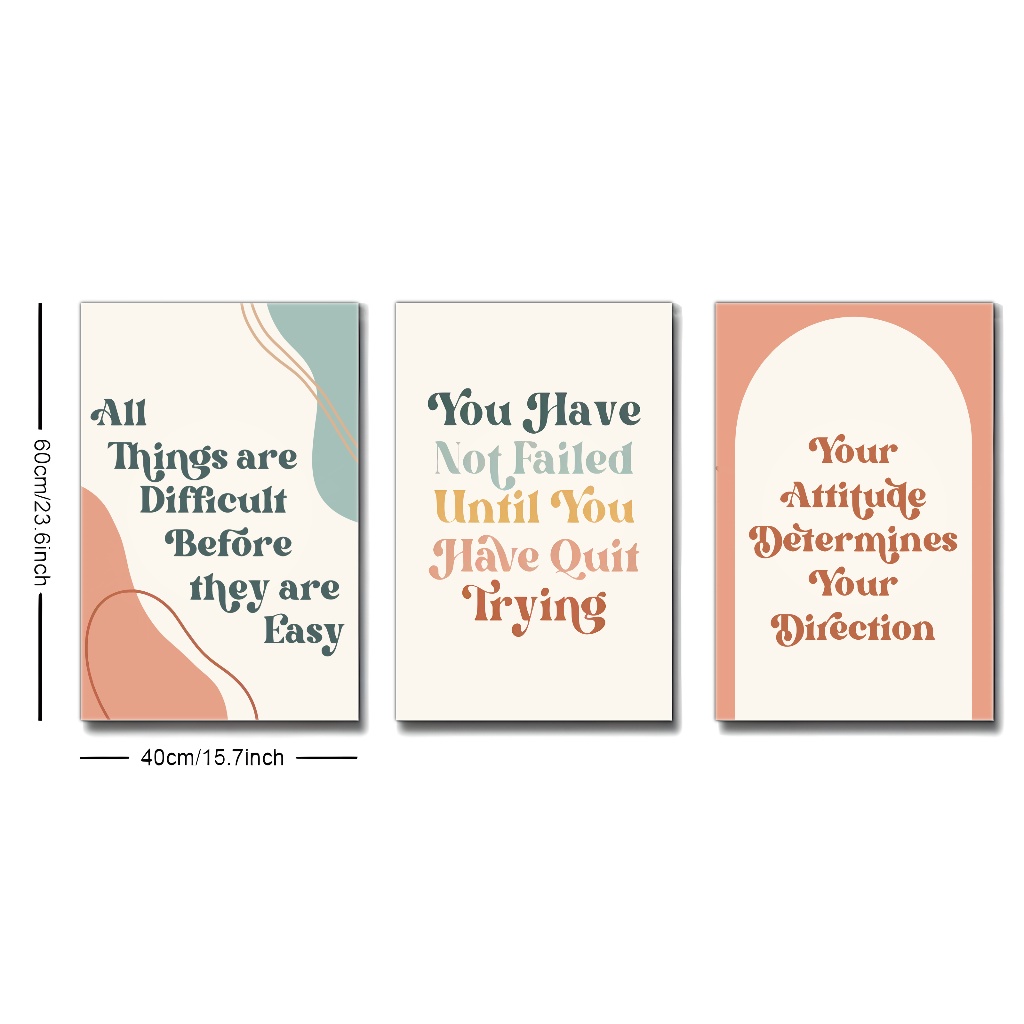 All
Things are
Difficult
Before
they are
Easy
You Have
Not Failed
Until You
Have Quit
Trying
Your
Attitude
Determines
Your
Direction
60cm/23.6inch
40cm/15.7inch